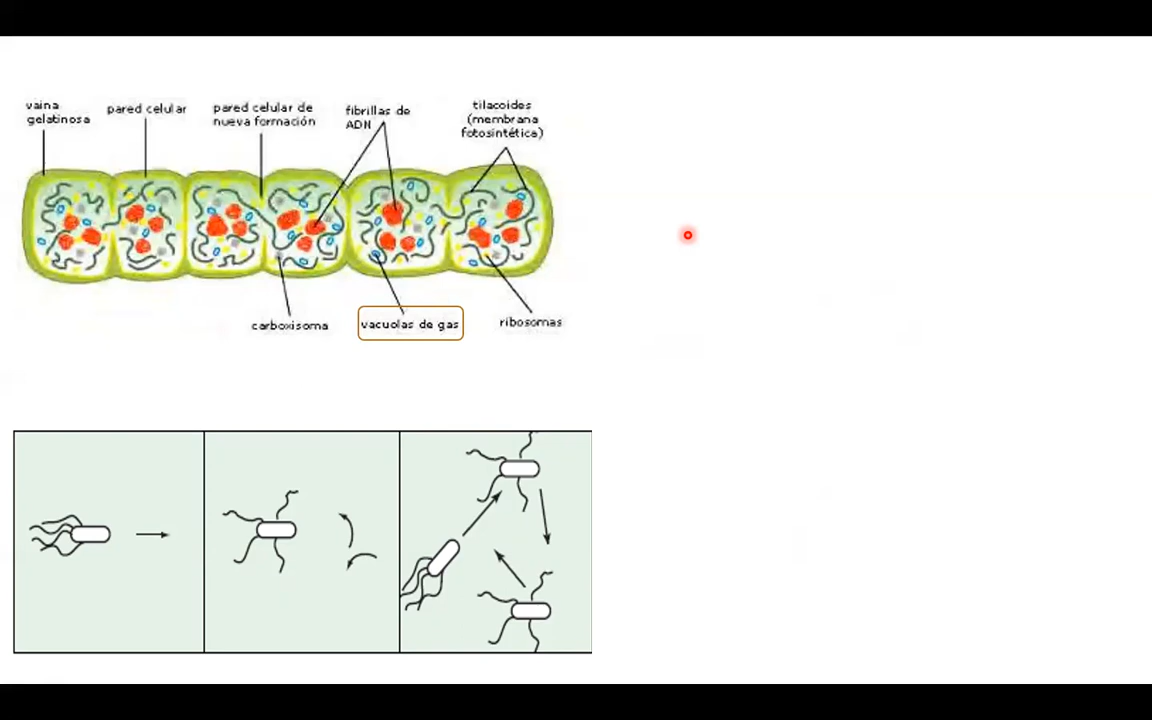 vaina
gelatinosa
pared celular
pared celular de
nueva formación
fibrillas de
ADN
tilacoides
(membrana
fotosintética)
carboxisoma
vacuolas de gas
ribosomas